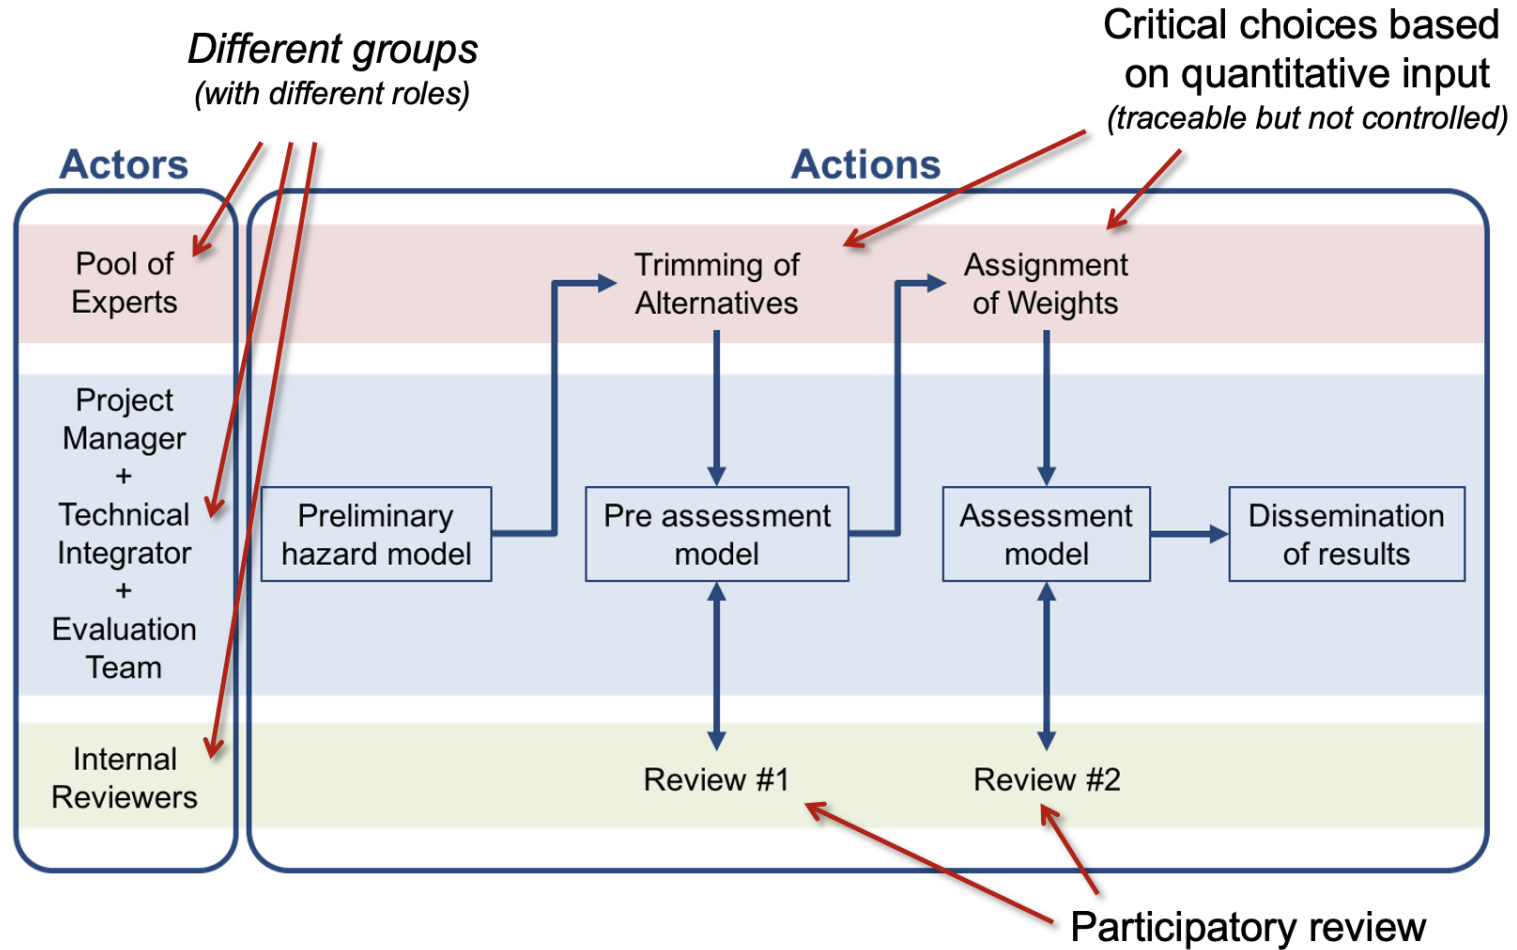 Different groups
(with different roles)
Critical choices based
on quantitative input
(traceable but not controlled)
Actors
Actions
Pool of
Experts
Trimming of
Alternatives
Assignment
of Weights
Project
Manager
+
Technical
Integrator
+
Evaluation
Team
Preliminary
hazard model
Pre assessment
model
Assessment
model
Dissemination
of results
Internal
Reviewers
Review #1
Review #2
Participatory review